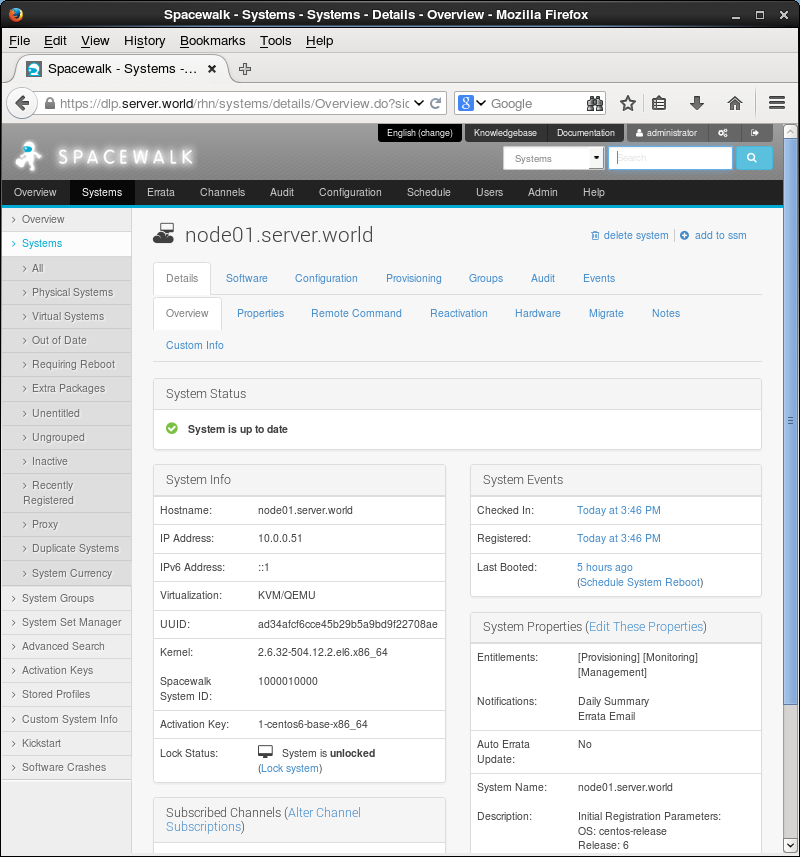 Spacewalk - Systems - Systems - Details - Overview - Mozilla Firefox
File Edit View History Bookmarks Tools Help
Spacewalk - Systems -...
https://dlp.server.world/rhn/systems/details/Overview.do?sid
Google
English (change) Knowledgebase Documentation administrator
SPACEWALK
Systems
Search
Overview Systems Errata Channels Audit Configuration Schedule Users Admin Help
Overview
Systems
All
Physical Systems
Virtual Systems
Out of Date
Requiring Reboot
Extra Packages
Unentitled
Ungrouped
Inactive
Recently
Registered
Proxy
Duplicate Systems
System Currency
System Groups
System Set Manager
Advanced Search
Activation Keys
Stored Profiles
Custom System Info
Kickstart
Software Crashes
node01.server.world
delete system | add to ssm
Details Software Configuration Provisioning Groups Audit Events
Overview Properties Remote Command Reactivation Hardware Migrate Notes
Custom Info
System Status
System is up to date
System Info
Hostname: node01.server.world
IP Address: 10.0.0.51
IPv6 Address: ::1
Virtualization: KVM/QEMU
UUID: ad34afcf6cce45b29b5a9bd9f22708ae
Kernel: 2.6.32-504.12.2.el6.x86_64
Spacewalk 1000010000
System ID:
Activation Key: 1-centos6-base-x86_64
Lock Status: System is unlocked
(Lock system)
Subscribed Channels (Alter Channel
Subscriptions)
System Events
Checked In: Today at 3:46 PM
Registered: Today at 3:46 PM
Last Booted: 5 hours ago
(Schedule System Reboot)
System Properties (Edit These Properties)
Entitlements: [Provisioning] [Monitoring]
[Management]
Notifications: Daily Summary
Errata Email
Auto Errata No
Update:
System Name: node01.server.world
Description: Initial Registration Parameters:
OS: centos-release
Release: 6